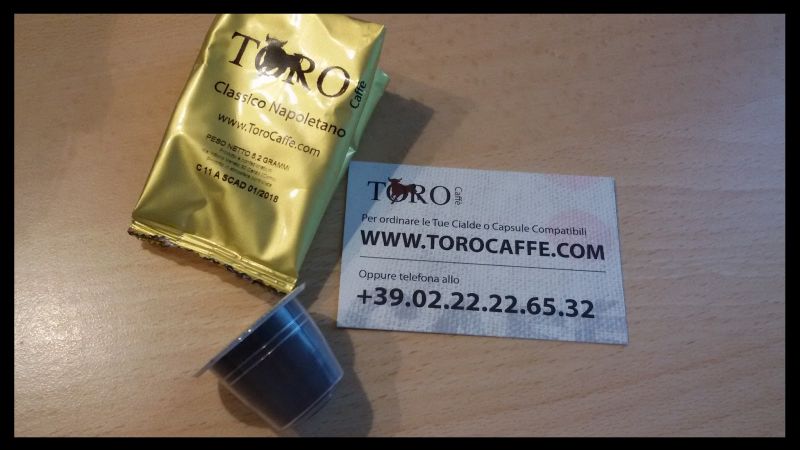 TORO
Caffè
Classico Napoletano
www.ToroCaffe.com
PESO NETTO 5,2 GRAMMI
C 11 A SCAD 01/2018
TORO
Caffè
Per ordinare le Tue Cialde o Capsule Compatibili
WWW.TOROCAFFE.COM
Oppure telefona allo
+39.02.22.22.65.32